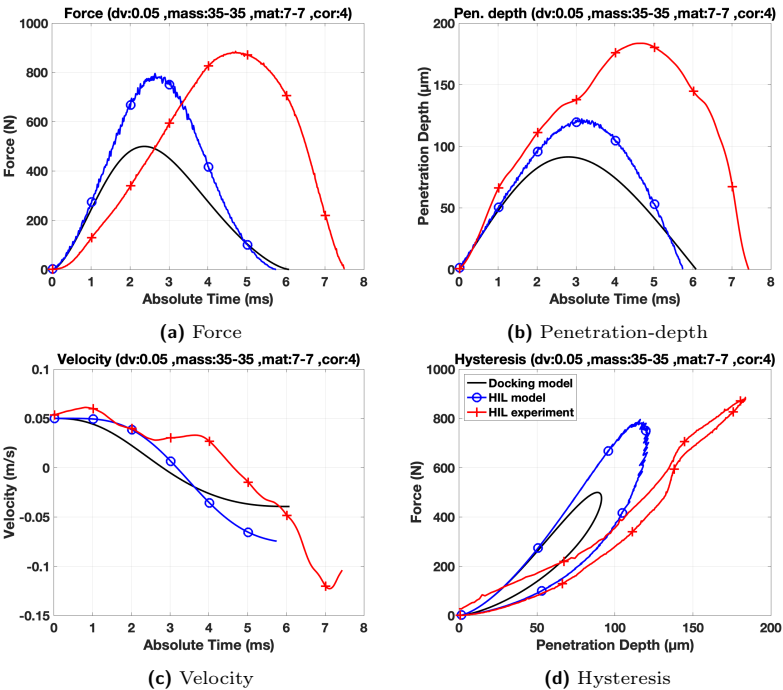 Force (dv:0.05 ,mass:35-35 ,mat:7-7 ,cor:4)
1000
800
600
400
200
0
Force (N)
0 1 2 3 4 5 6 7 8
Absolute Time (ms)
(a) Force
Pen. depth (dv:0.05 ,mass:35-35 ,mat:7-7 ,cor:4)
200
150
100
50
0
Penetration Depth (µm)
0 1 2 3 4 5 6 7 8
Absolute Time (ms)
(b) Penetration-depth
Velocity (dv:0.05 ,mass:35-35 ,mat:7-7 ,cor:4)
0.1
0.05
0
-0.05
-0.1
-0.15
Velocity (m/s)
0 1 2 3 4 5 6 7 8
Absolute Time (ms)
(c) Velocity
Hysteresis (dv:0.05 ,mass:35-35 ,mat:7-7 ,cor:4)
Docking model
HIL model
HIL experiment
1000
800
600
400
200
0
Force (N)
0 50 100 150 200
Penetration Depth (µm)
(d) Hysteresis